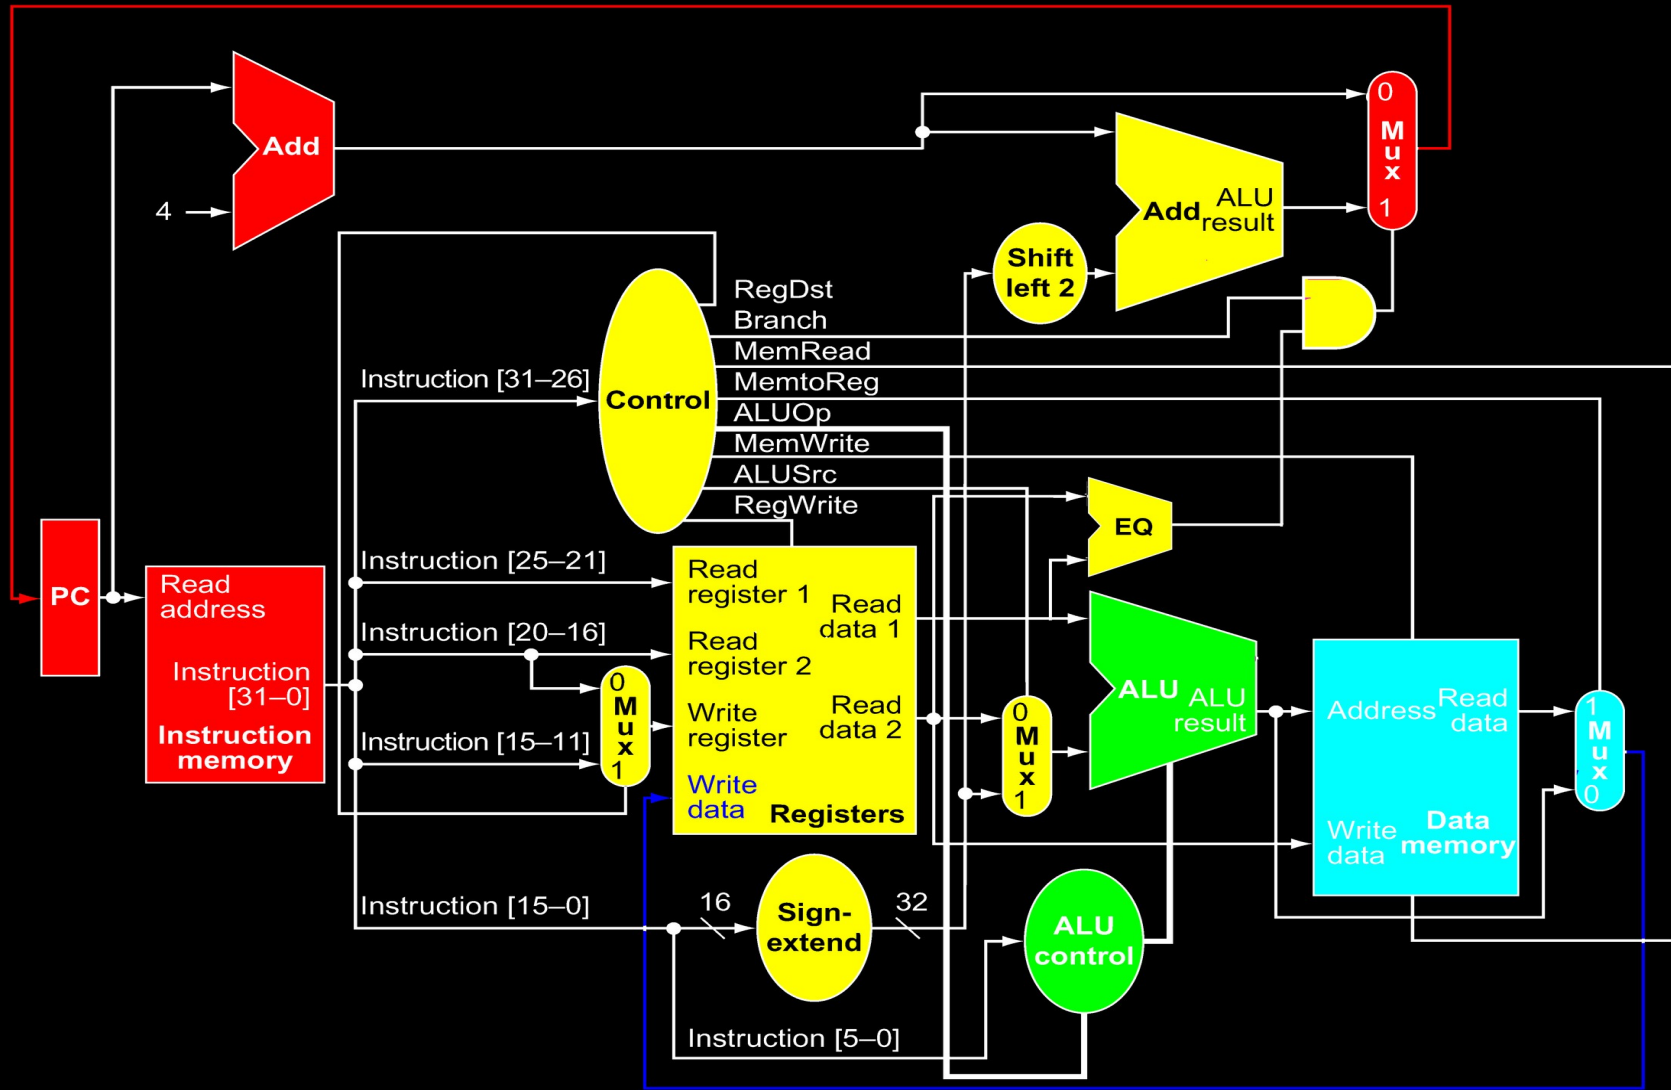 Add
4
0
Mux
1
Add
ALU
result
Shift
left 2
RegDst
Branch
MemRead
MemtoReg
ALUOp
MemWrite
ALUSrc
RegWrite
Control
Instruction [31–26]
Instruction [25–21]
Instruction [20–16]
Instruction [15–11]
Instruction [15–0]
Instruction [5–0]
PC
Read
address
Instruction
[31–0]
Instruction
memory
0
Mux
1
Read
register 1
Read
register 2
Write
register
Write
data
Read
data 1
Read
data 2
Registers
EQ
0
Mux
1
ALU
ALU
result
Address
Read
data
Write
data
Data
memory
1
Mux
0
16
Sign-
extend
32
ALU
control